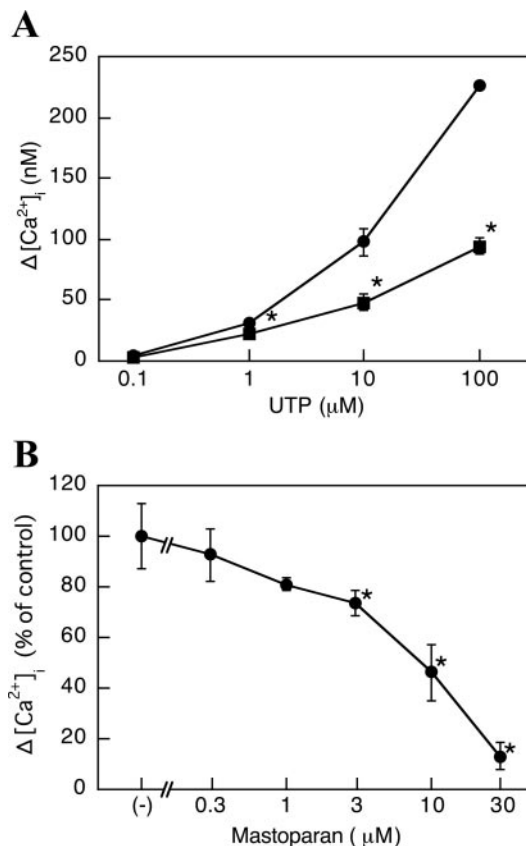 A
Δ [Ca²⁺]ᵢ (nM)
250
200
150
100
50
0
*
*
*
0.1 1 10 100
UTP (μM)
B
Δ [Ca²⁺]ᵢ (% of control)
120
100
80
60
40
20
0
*
*
*
(-) 0.3 1 3 10 30
Mastoparan ( μM)